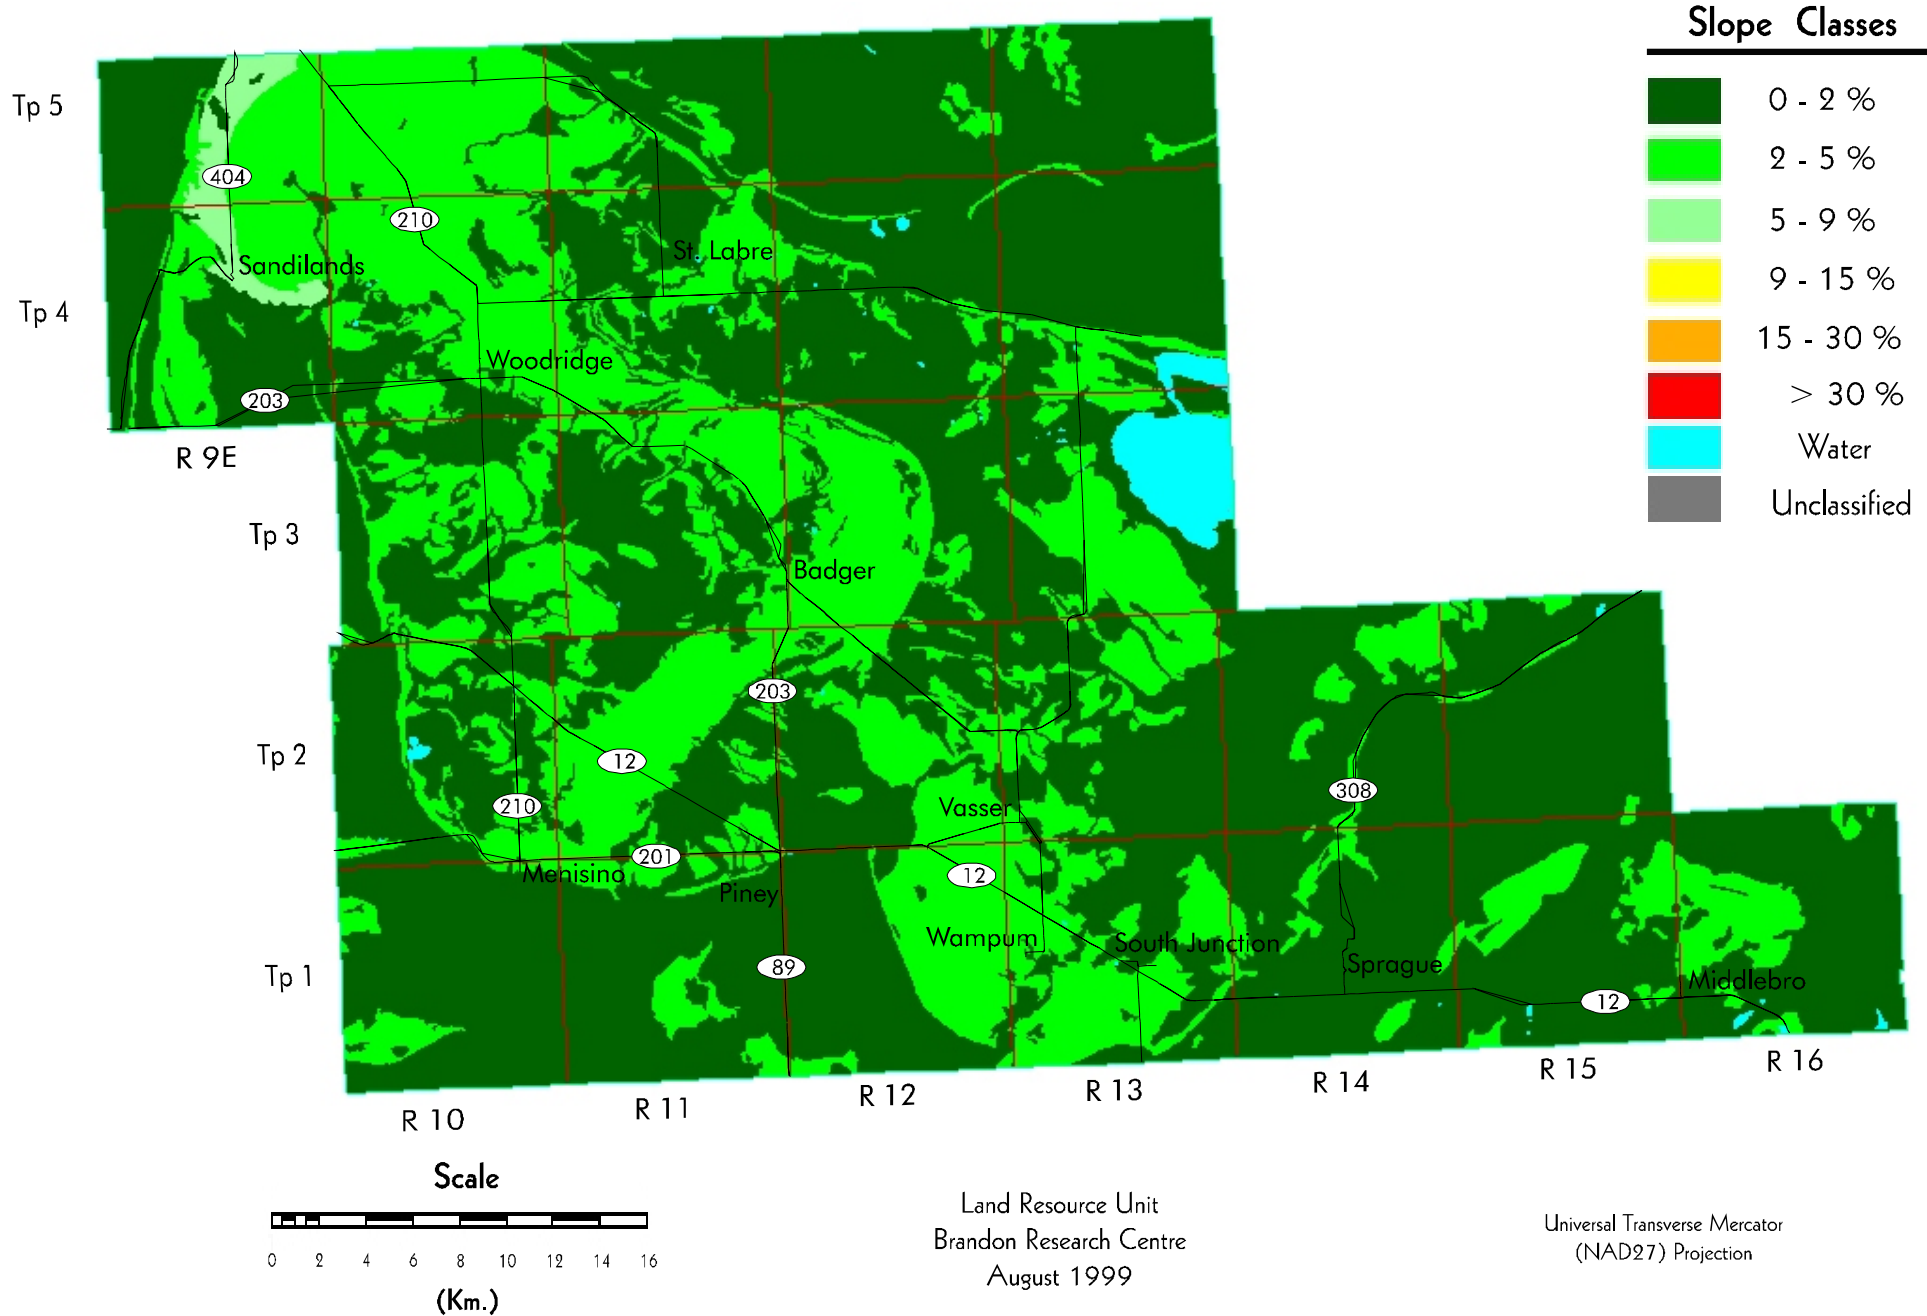 Slope Classes
0 - 2 %
2 - 5 %
5 - 9 %
9 - 15 %
15 - 30 %
> 30 %
Water
Unclassified
Tp 5
404
210
Sandilands
St. Labre
Tp 4
Woodridge
203
R 9E
Tp 3
Badger
203
Tp 2
12
210
308
Vasser
201
Menisino
Piney
12
Wampum
South Junction
Sprague
89
Tp 1
Middlebro
12
R 10
R 11
R 12
R 13
R 14
R 15
R 16
Scale
0 2 4 6 8 10 12 14 16
(Km.)
Land Resource Unit
Brandon Research Centre
August 1999
Universal Transverse Mercator
(NAD27) Projection